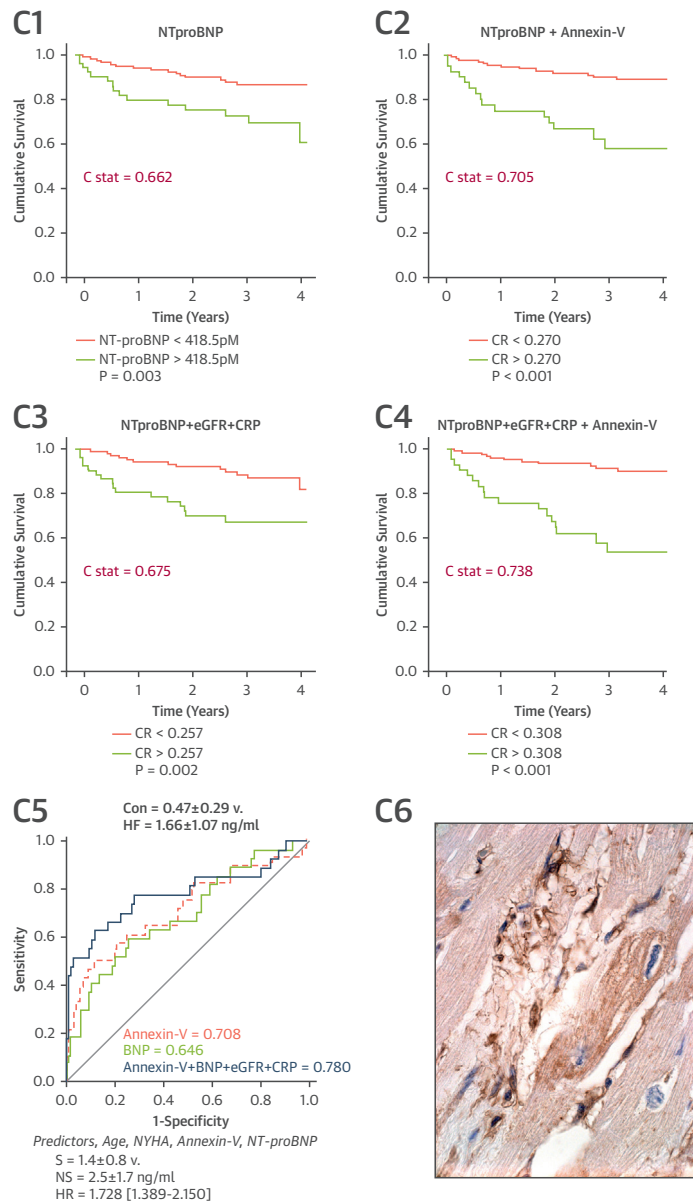 C1
NTproBNP
Cumulative Survival
1.0
0.8
0.6
0.4
0.2
0.0
C stat = 0.662
0 1 2 3 4
Time (Years)
NT-proBNP < 418.5pM
NT-proBNP > 418.5pM
P = 0.003
C2
NTproBNP + Annexin-V
Cumulative Survival
1.0
0.8
0.6
0.4
0.2
0.0
C stat = 0.705
0 1 2 3 4
Time (Years)
CR < 0.270
CR > 0.270
P < 0.001
C3
NTproBNP+eGFR+CRP
Cumulative Survival
1.0
0.8
0.6
0.4
0.2
0.0
C stat = 0.675
0 1 2 3 4
Time (Years)
CR < 0.257
CR > 0.257
P = 0.002
C4
NTproBNP+eGFR+CRP + Annexin-V
Cumulative Survival
1.0
0.8
0.6
0.4
0.2
0.0
C stat = 0.738
0 1 2 3 4
Time (Years)
CR < 0.308
CR > 0.308
P < 0.001
C5
Con = 0.47±0.29 v.
HF = 1.66±1.07 ng/ml
Sensitivity
1.0
0.8
0.6
0.4
0.2
0.0
Annexin-V = 0.708
BNP = 0.646
Annexin-V+BNP+eGFR+CRP = 0.780
0.0 0.2 0.4 0.6 0.8 1.0
1-Specificity
Predictors, Age, NYHA, Annexin-V, NT-proBNP
S = 1.4±0.8 v.
NS = 2.5±1.7 ng/ml
HR = 1.728 [1.389-2.150]
C6